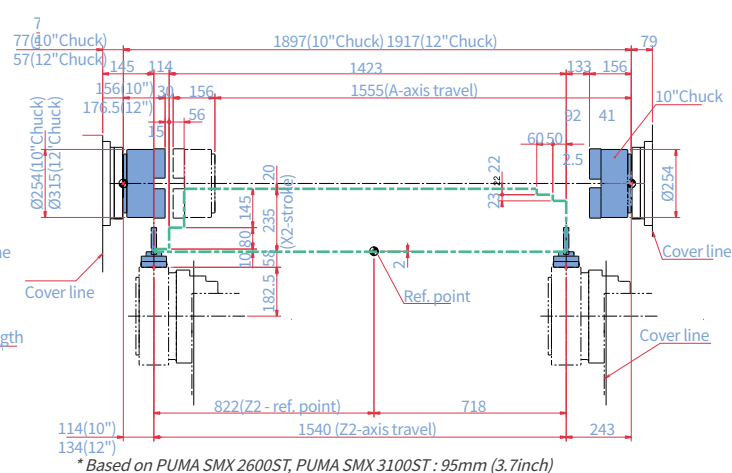 7
77(10"Chuck)
57(12"Chuck)
1897(10"Chuck) 1917(12"Chuck)
79
145
114
1423
133
156
156(10")
176.5(12")
30
156
1555(A-axis travel)
10"Chuck
15
56
92
41
60
50
2.5
22
22
23
Ø254(10"Chuck)
Ø315(12"Chuck)
20
145
235
(X2-stroke)
80
10
58
182.5
2
Ø254
ne
Cover line
Cover line
Ref. point
Cover line
gth
822(Z2 - ref. point)
718
114(10")
134(12")
1540 (Z2-axis travel)
243
* Based on PUMA SMX 2600ST, PUMA SMX 3100ST : 95mm (3.7inch)